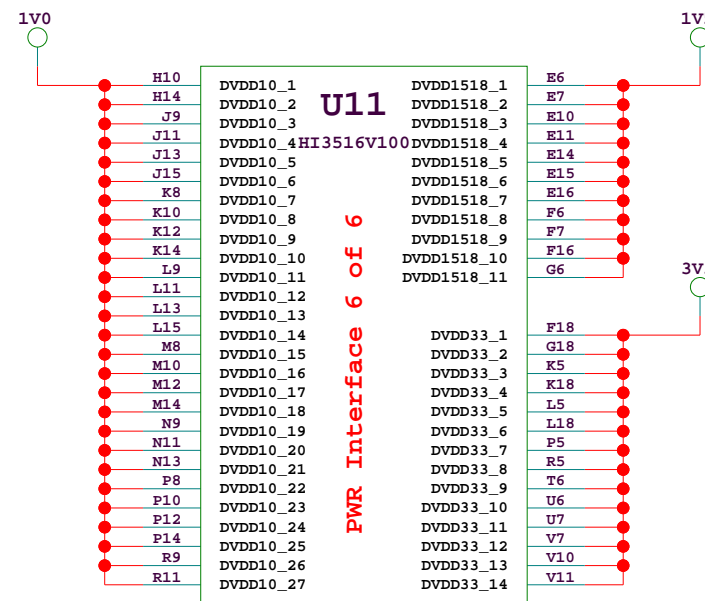 1V0
H10
H14
J9
J11
J13
J15
K8
K10
K12
K14
L9
L11
L13
L15
M8
M10
M12
M14
N9
N11
N13
P8
P10
P12
P14
R9
R11
DVDD10_1
DVDD10_2
DVDD10_3
DVDD10_4
DVDD10_5
DVDD10_6
DVDD10_7
DVDD10_8
DVDD10_9
DVDD10_10
DVDD10_11
DVDD10_12
DVDD10_13
DVDD10_14
DVDD10_15
DVDD10_16
DVDD10_17
DVDD10_18
DVDD10_19
DVDD10_20
DVDD10_21
DVDD10_22
DVDD10_23
DVDD10_24
DVDD10_25
DVDD10_26
DVDD10_27
U11
HI3516V100
PWR Interface 6 of 6
DVDD1518_1
DVDD1518_2
DVDD1518_3
DVDD1518_4
DVDD1518_5
DVDD1518_6
DVDD1518_7
DVDD1518_8
DVDD1518_9
DVDD1518_10
DVDD1518_11
E6
E7
E10
E11
E14
E15
E16
F6
F7
F16
G6
DVDD33_1
DVDD33_2
DVDD33_3
DVDD33_4
DVDD33_5
DVDD33_6
DVDD33_7
DVDD33_8
DVDD33_9
DVDD33_10
DVDD33_11
DVDD33_12
DVDD33_13
DVDD33_14
F18
G18
K5
K18
L5
L18
P5
R5
T6
U6
U7
V7
V10
V11